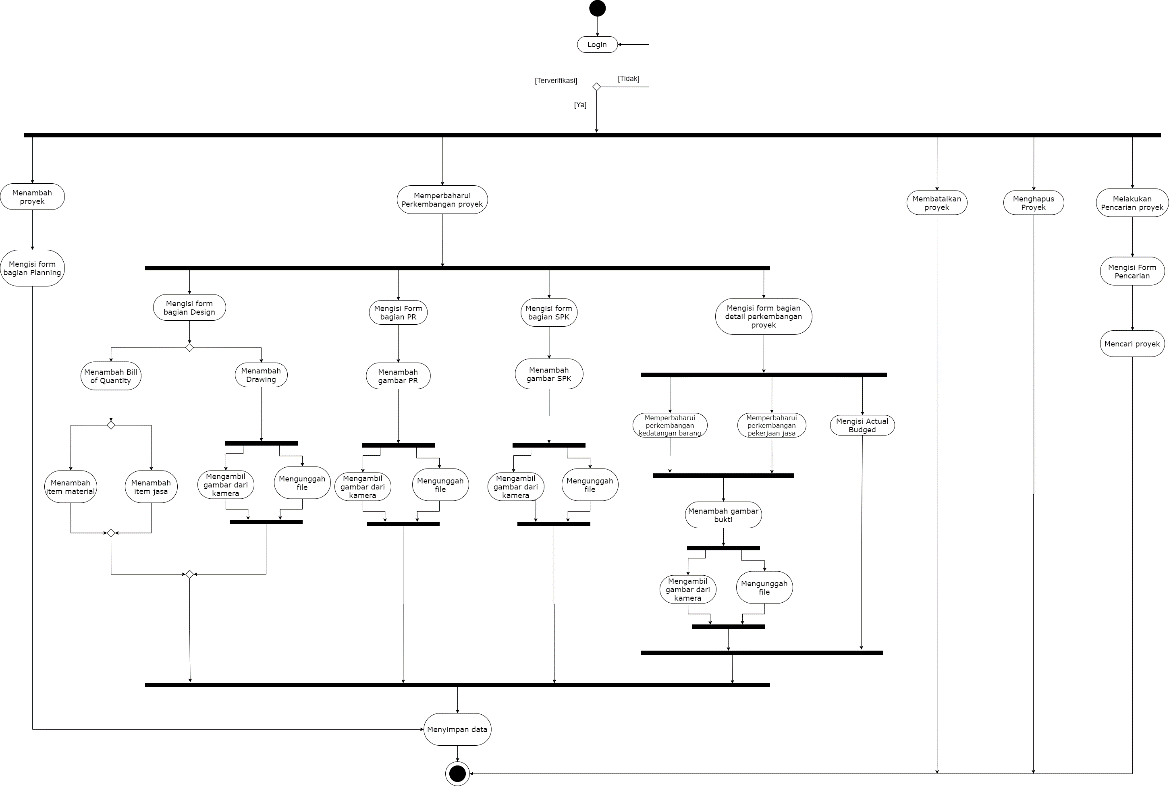 Login
[Terverifikasi]
[Tidak]
[Ya]
Menambah
proyek
Memperbaharui
Perkembangan proyek
Membatalkan
proyek
Menghapus
Proyek
Melakukan
Pencarian proyek
Mengisi form
bagian Planning
Mengisi Form
Pencarian
Mengisi form
bagian Design
Mengisi Form
bagian PR
Mengisi form
bagian SPK
Mengisi form bagian
detail perkembangan
proyek
Mencari proyek
Menambah Bill
of Quantity
Menambah
Drawing
Menambah
gambar PR
Menambah
gambar SPK
Memperbaharui
perkembangan
kedatangan barang
Memperbaharui
perkembangan
pekerjaan jasa
Mengisi Actual
Budged
Menambah
item material/
Menambah
item jasa
Mengambil
gambar dari
kamera
Mengunggah
file
Mengambil
gambar dari
kamera
Mengunggah
file
Mengambil
gambar dari
kamera
Mengunggah
file
Menambah gambar
bukti
Mengambil
gambar dari
kamera
Mengunggah
file
Menyimpan data